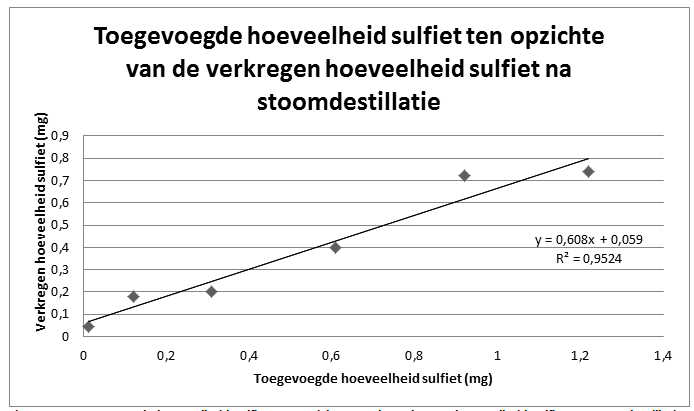 Toegevoegde hoeveelheid sulfiet ten opzichte
van de verkregen hoeveelheid sulfiet na
stoomdestillatie
Verkregen hoeveelheid sulfiet (mg)
0,9
0,8
0,7
0,6
0,5
0,4
0,3
0,2
0,1
0
y = 0,608x + 0,059
R² = 0,9524
0 0,2 0,4 0,6 0,8 1 1,2 1,4
Toegevoegde hoeveelheid sulfiet (mg)